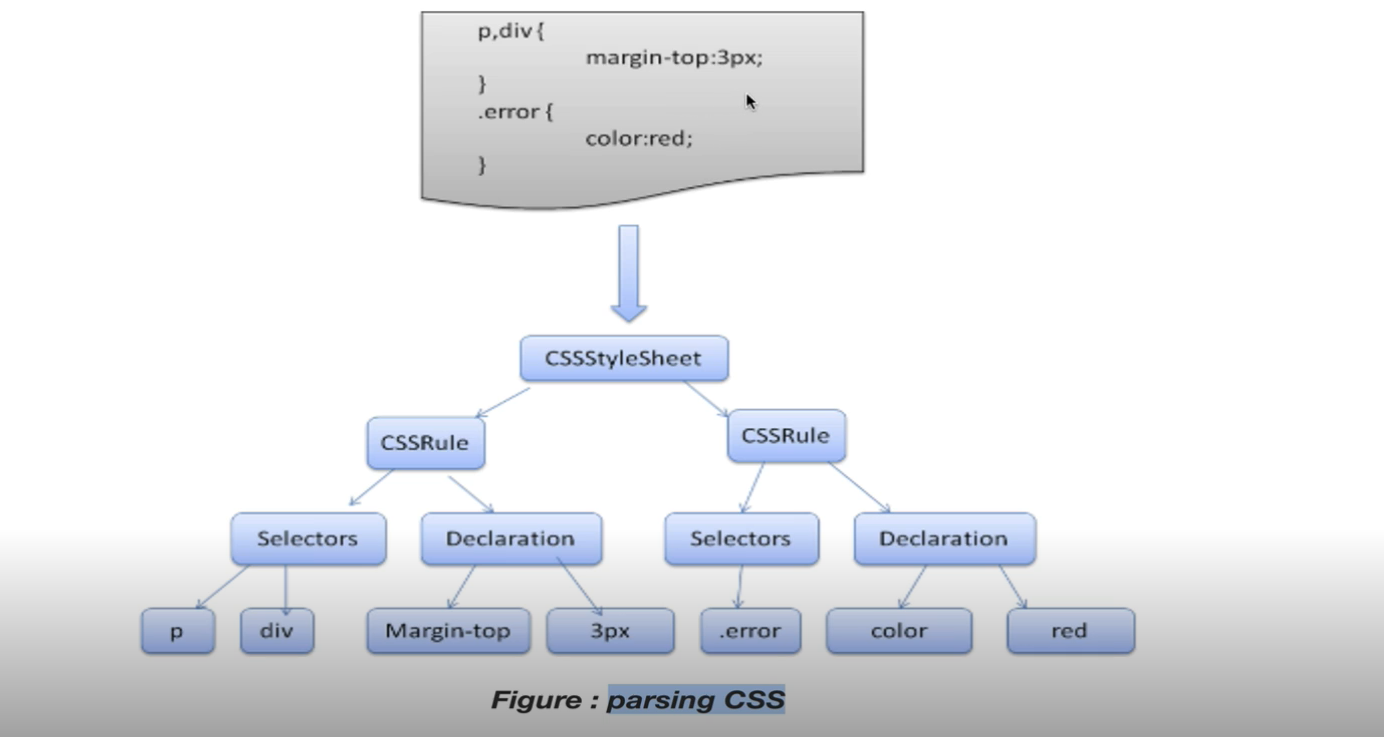 p,div {
margin-top:3px;
}
.error {
color:red;
}
CSSStyleSheet
CSSRule
CSSRule
Selectors
Declaration
Selectors
Declaration
p
div
Margin-top
3px
.error
color
red
Figure : parsing CSS